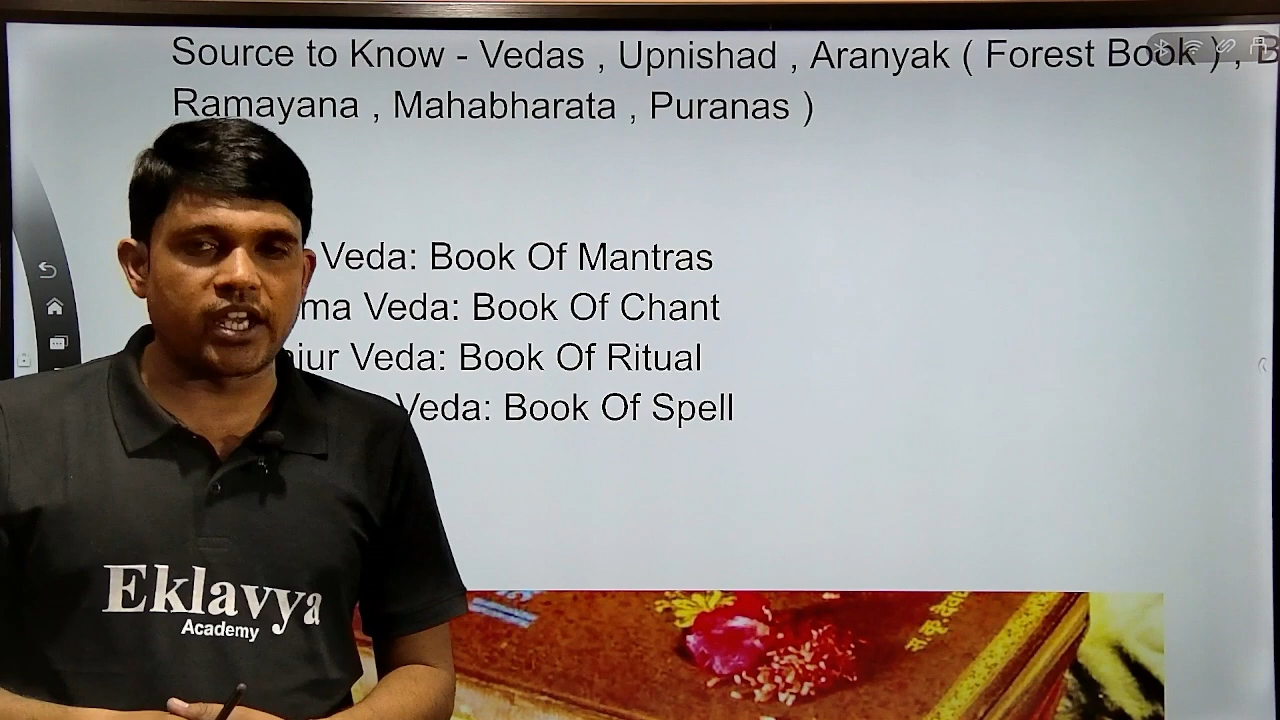 Source to Know - Vedas , Upnishad , Aranyak ( Forest Book ) , B
Ramayana , Mahabharata , Puranas )
Veda: Book Of Mantras
ma Veda: Book Of Chant
jur Veda: Book Of Ritual
Veda: Book Of Spell
Eklavya
Academy